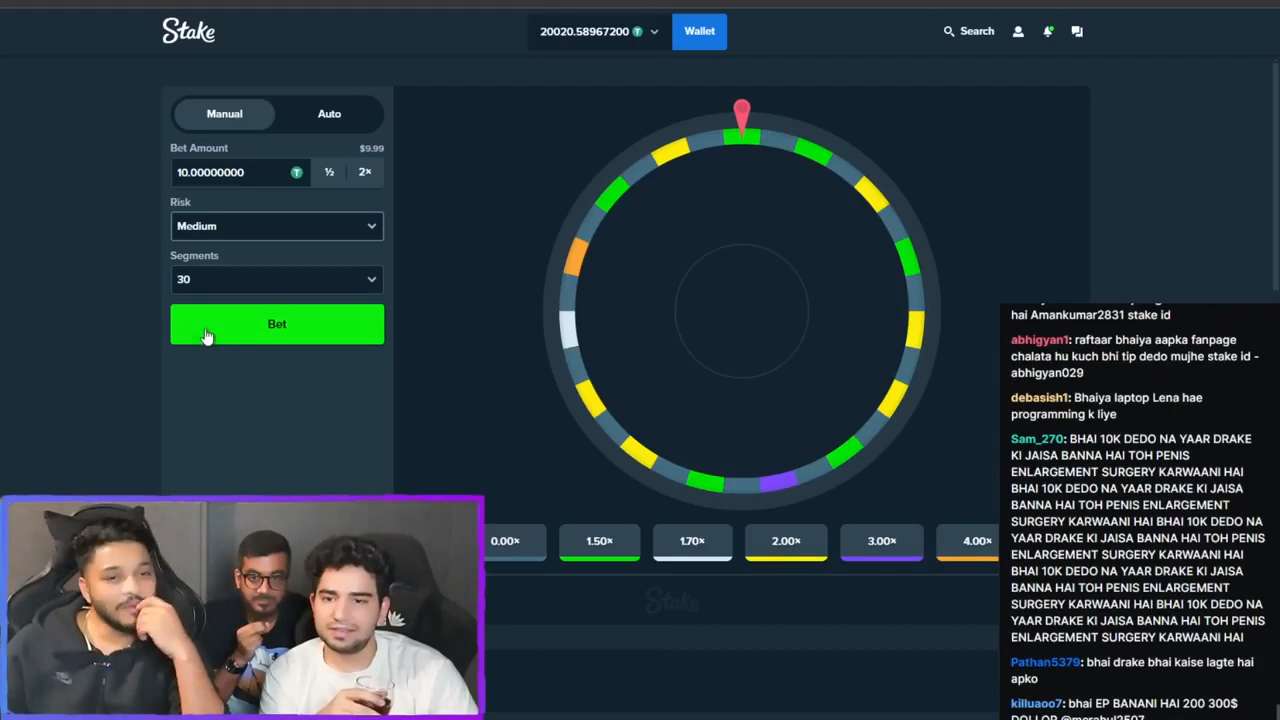 Stake
20020.58967200
Wallet
Search
Manual
Auto
Bet Amount
$9.99
10.00000000
½
2×
Risk
Medium
Segments
30
Bet
0.00×
1.50×
1.70×
2.00×
3.00×
4.00×
Stake
hai Amankumar2831 stake id
abhigyan1: raftaar bhaiya aapka fanpage
chalata hu kuch bhi tip dedo mujhe stake id -
abhigyan029
debasish1: Bhaiya laptop Lena hae
programming k liye
Sam_270: BHAI 10K DEDO NA YAAR DRAKE
KI JAISA BANNA HAI TOH PENIS
ENLARGEMENT SURGERY KARWAANI HAI
BHAI 10K DEDO NA YAAR DRAKE KI JAISA
BANNA HAI TOH PENIS ENLARGEMENT
SURGERY KARWAANI HAI BHAI 10K DEDO NA
YAAR DRAKE KI JAISA BANNA HAI TOH PENIS
ENLARGEMENT SURGERY KARWAANI HAI
BHAI 10K DEDO NA YAAR DRAKE KI JAISA
BANNA HAI TOH PENIS ENLARGEMENT
SURGERY KARWAANI HAI BHAI 10K DEDO NA
YAAR DRAKE KI JAISA BANNA HAI TOH PENIS
ENLARGEMENT SURGERY KARWAANI HAI
Pathan5379: bhai drake bhai kaise lagte hai
apko
killuaoo7: bhai EP BANANI HAI 200 300$